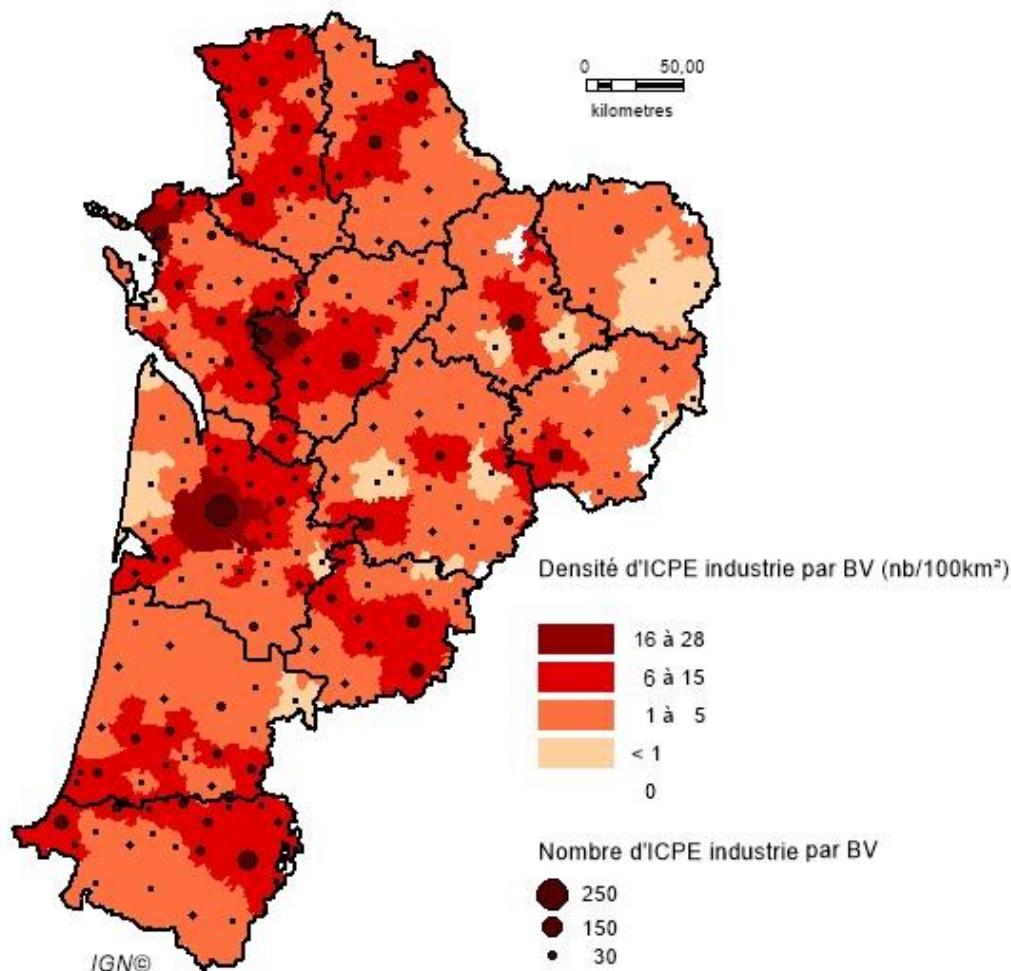 0 50,00
kilometres
Densité d'ICPE industrie par BV (nb/100km²)
16 à 28
6 à 15
1 à 5
< 1
0
Nombre d'ICPE industrie par BV
250
150
30
IGN©